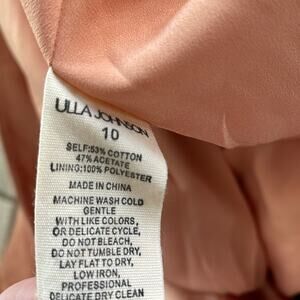 ULLA JOHNSON
10
SELF:53% COTTON
47% ACETATE
LINING:100% POLYESTER
MADE IN CHINA
MACHINE WASH COLD
GENTLE
WITH LIKE COLORS,
OR DELICATE CYCLE,
DO NOT BLEACH,
DO NOT TUMBLE DRY,
LAY FLAT TO DRY,
LOW IRON,
PROFESSIONAL
DELICATE DRY CLEAN